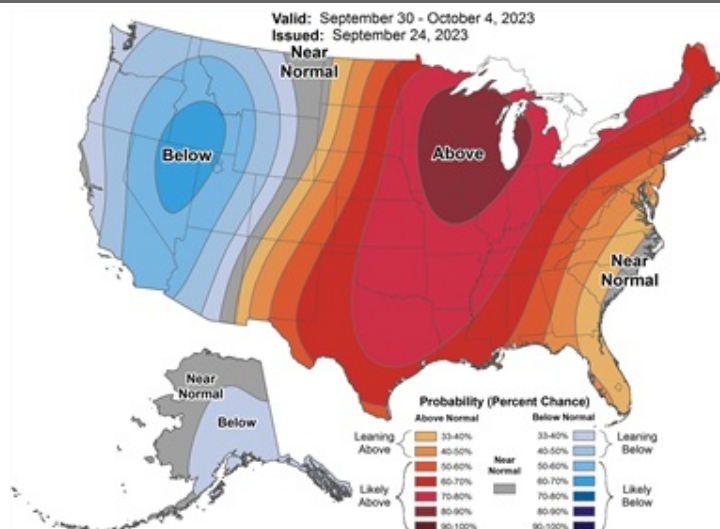 Valid: September 30 - October 4, 2023
Issued: September 24, 2023
Near
Normal
Below
Above
Near
Normal
Near
Normal
Below
Probability (Percent Chance)
Above Normal
Below Normal
Leaning
Above
33-40%
40-50%
Likely
Above
50-60%
60-70%
70-80%
80-90%
90-100%
Near
Normal
33-40%
40-50%
Leaning
Below
50-60%
60-70%
70-80%
80-90%
90-100%
Likely
Below